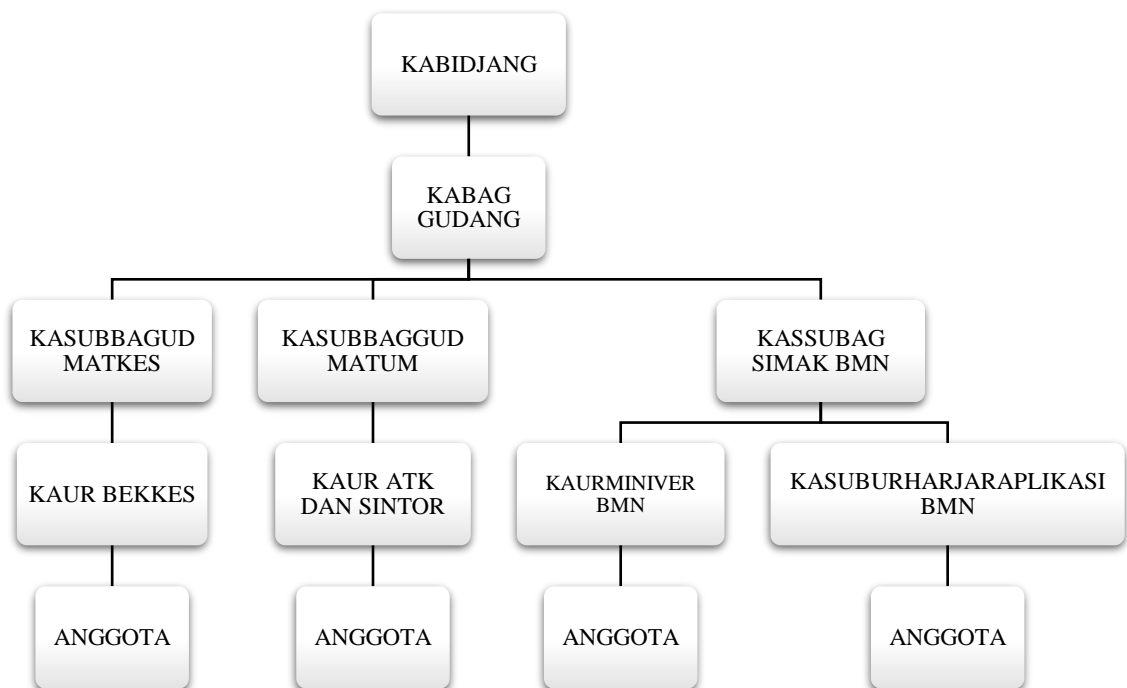 KABIDJANG
KABAG
GUDANG
KASUBBAGUD
MATKES
KASUBBAGGUD
MATUM
KASSUBAG
SIMAK BMN
KAUR BEKKES
KAUR ATK
DAN SINTOR
KAURMINIVER
BMN
KASUBURHARJARAPLIKASI
BMN
ANGGOTA
ANGGOTA
ANGGOTA
ANGGOTA